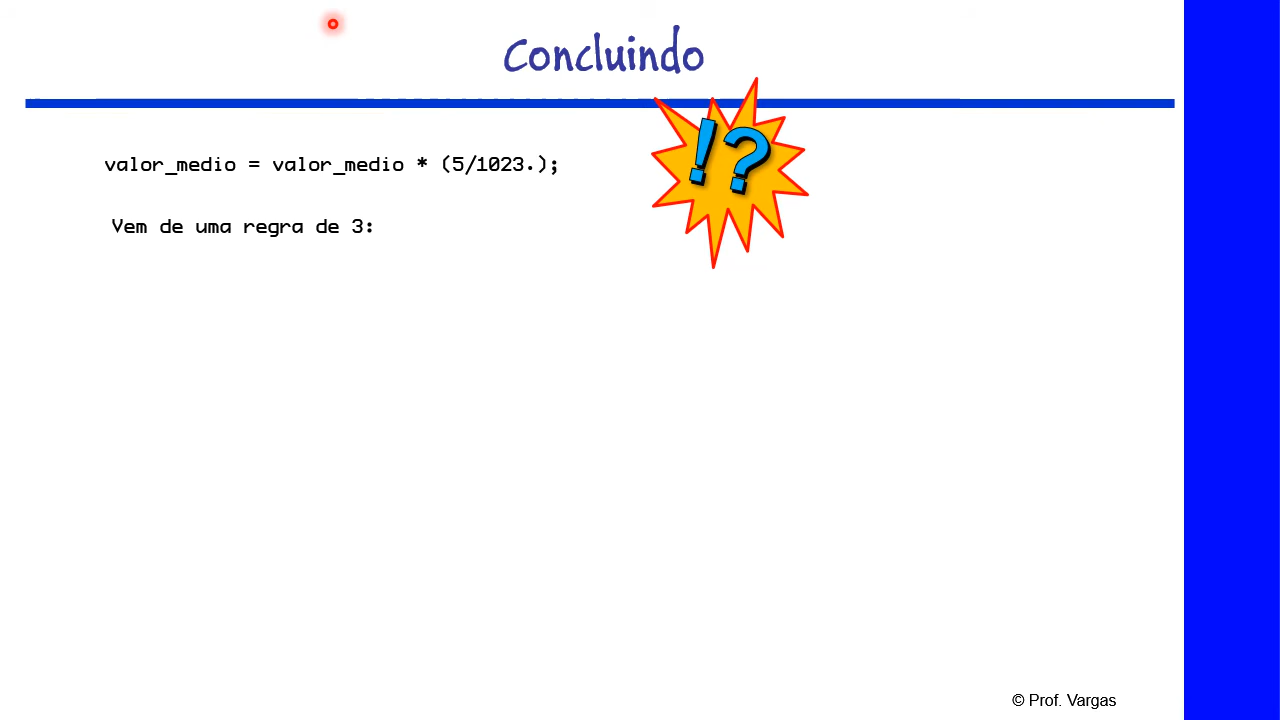 Concluindo
!?
valor_medio = valor_medio * (5/1023.);
Vem de uma regra de 3:
© Prof. Vargas